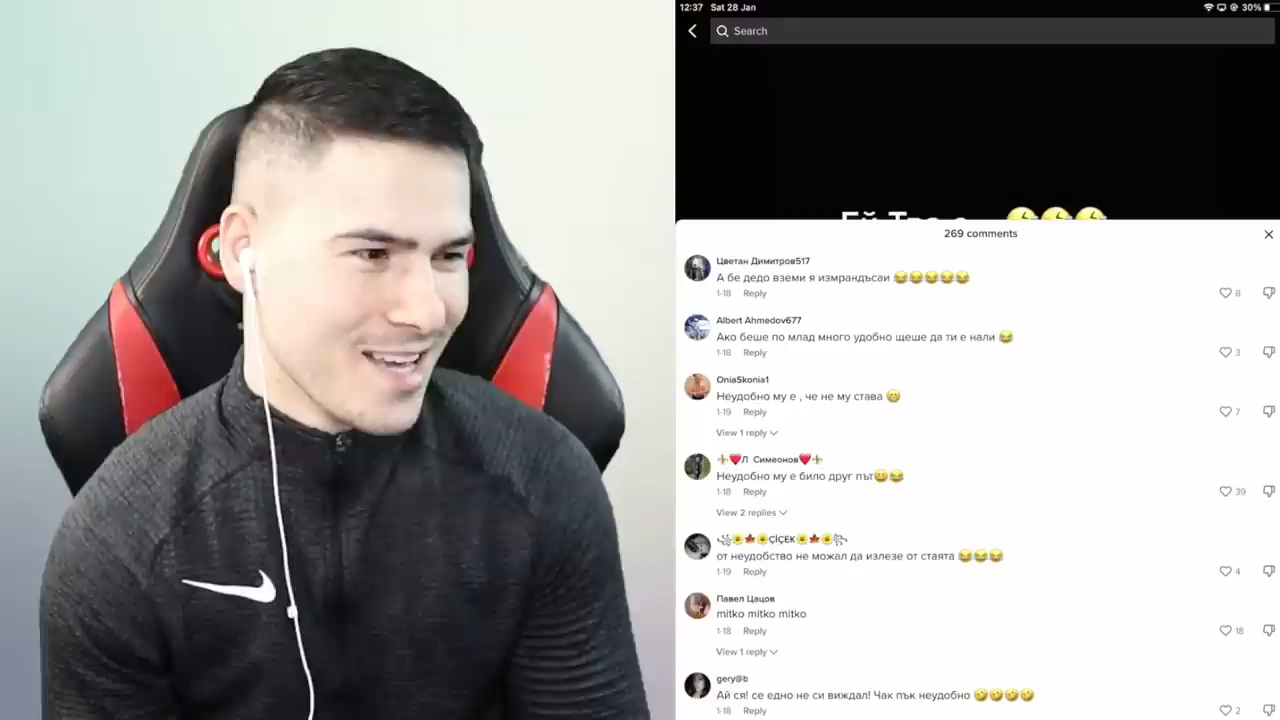 12:37 Sat 28 Jan
30%
Search
269 comments
Цветан Димитров517
А бе дедо вземи я измрандъсаи 😂😂😂😂😂
1-18 Reply
8
Albert Ahmedov677
Ако беше по млад много удобно щеше да ти е нали 😂
1-18 Reply
3
OniaSkonia1
Неудобно му е , че не му става 😁
1-19 Reply
7
View 1 reply
❤️Л Симеонов❤️
Неудобно му е било друг път😀😂
1-18 Reply
39
View 2 replies
🌻🍁🌻ÇİÇEK🌻🍁🌻
от неудобство не можал да излезе от стаята 😂😂😂
1-19 Reply
4
Павел Цацов
mitko mitko mitko
1-18 Reply
18
View 1 reply
gery@b
Ай ся! се едно не си виждал! Чак пък неудобно 🤣🤣🤣🤣
1-18 Reply
2